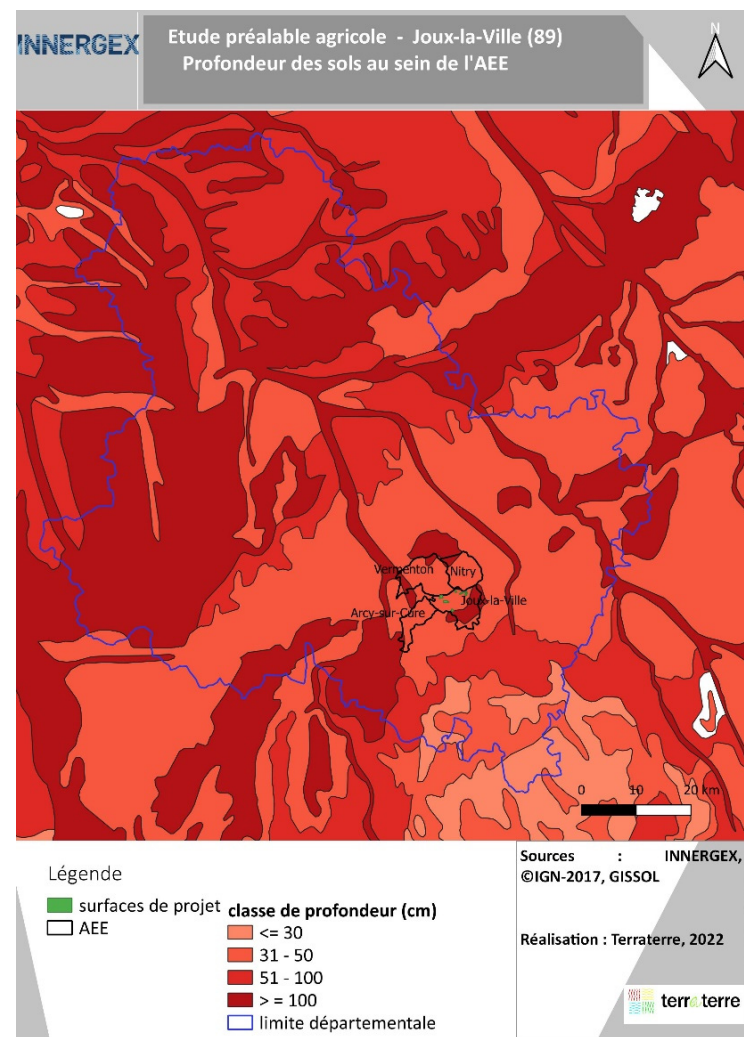 INNERGEX
Etude préalable agricole - Joux-la-Ville (89)
Profondeur des sols au sein de l'AEE
N
Vermenton
Nitry
Joux-la-Ville
Arcy-sur-Cure
0 10 20 km
Légende
surfaces de projet
AEE
classe de profondeur (cm)
<= 30
31 - 50
51 - 100
> = 100
limite départementale
Sources : INNERGEX,
©IGN-2017, GISSOL
Réalisation : Terraterre, 2022
terra terre